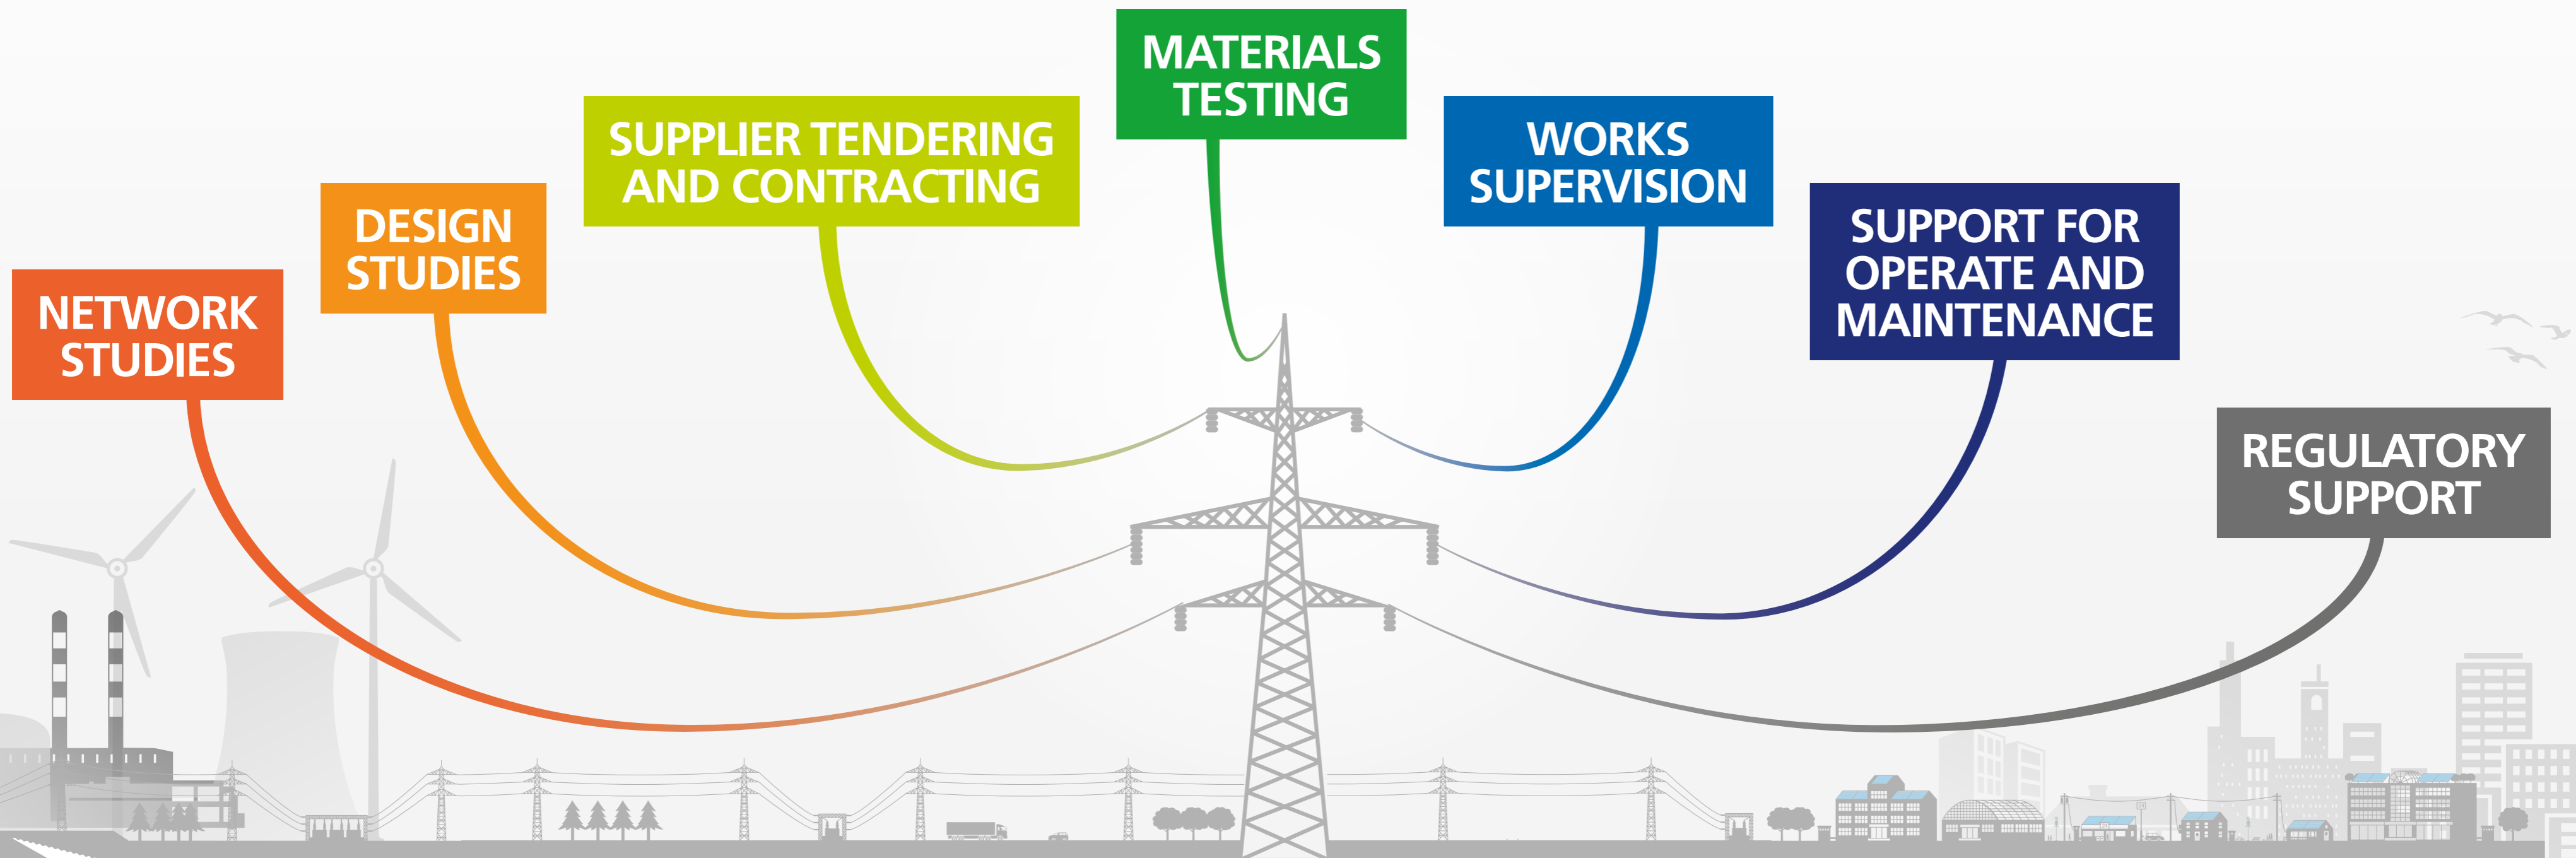 NETWORK
STUDIES
DESIGN
STUDIES
SUPPLIER TENDERING
AND CONTRACTING
MATERIALS
TESTING
WORKS
SUPERVISION
SUPPORT FOR
OPERATE AND
MAINTENANCE
REGULATORY
SUPPORT